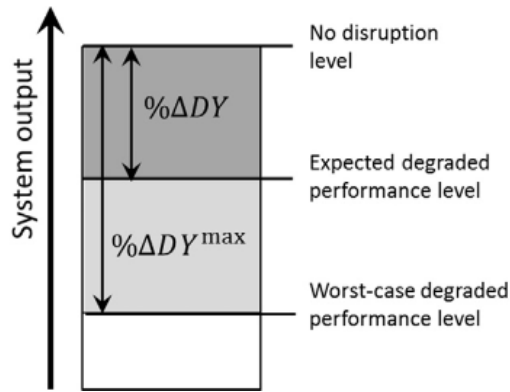 System output
No disruption
level
%ΔDY
Expected degraded
performance level
%ΔDY^max
Worst-case degraded
performance level